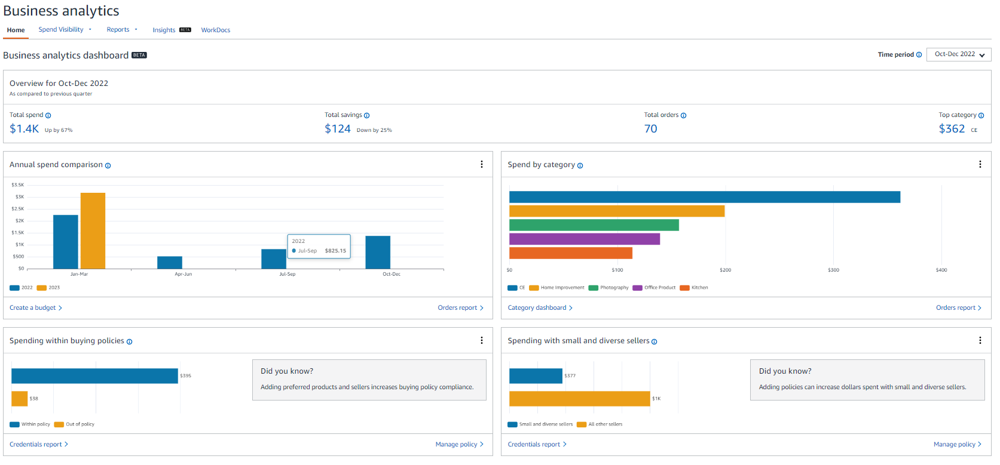 Business analytics
Home Spend Visibility Reports Insights BETA WorkDocs
Business analytics dashboard BETA
Time period Oct-Dec 2022
Overview for Oct-Dec 2022
As compared to previous quarter
Total spend Total savings Total orders Top category
$1.4K Up by 67% $124 Down by 25% 70 $362 CE
Annual spend comparison
$3.5K
$3K
$2.5K
$2K
$1.5K
$1K
$500
$0
2022
Jul-Sep $825.15
Jan-Mar Apr-Jun Jul-Sep Oct-Dec
2022 2023
Create a budget Orders report
Spend by category
$0 $100 $200 $300 $400
CE Home Improvement Photography Office Product Kitchen
Category dashboard Orders report
Spending within buying policies
$395
$38
Within policy Out of policy
Did you know?
Adding preferred products and sellers increases buying policy compliance.
Credentials report Manage policy
Spending with small and diverse sellers
$377
$1K
Small and diverse sellers All other sellers
Did you know?
Adding policies can increase dollars spent with small and diverse sellers.
Credentials report Manage policy